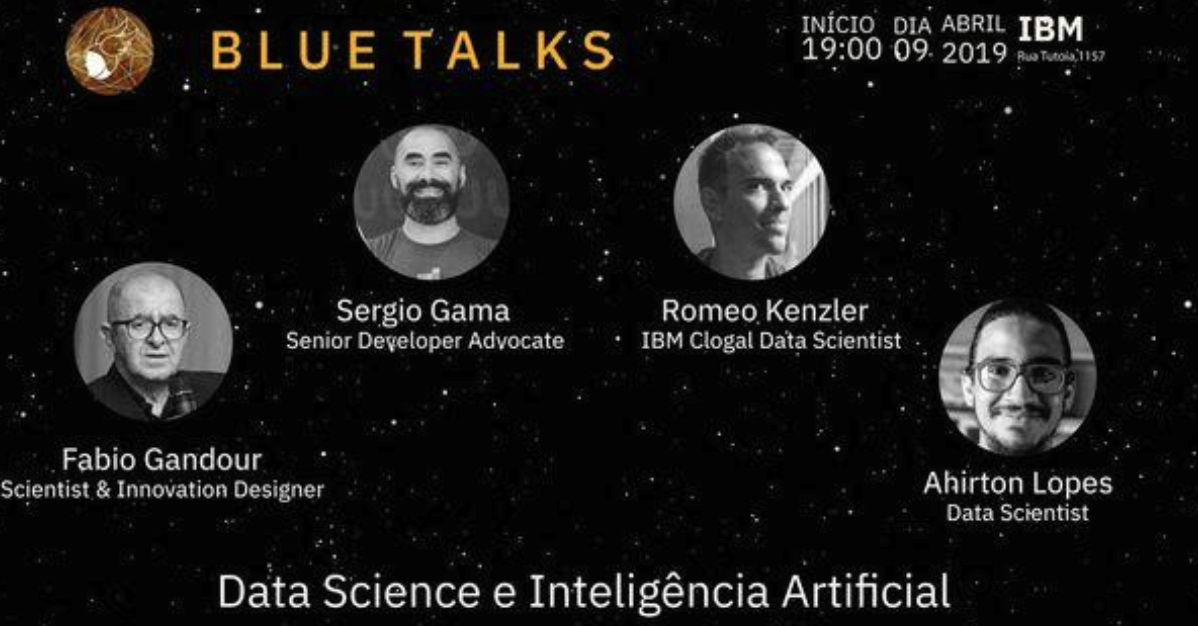 BLUE TALKS
INÍCIO DIA ABRIL IBM
19:00 09 2019 Rua Tutoia,1157
Sergio Gama
Senior Developer Advocate
Romeo Kenzler
IBM Clogal Data Scientist
Fabio Gandour
Scientist & Innovation Designer
Ahirton Lopes
Data Scientist
Data Science e Inteligência Artificial